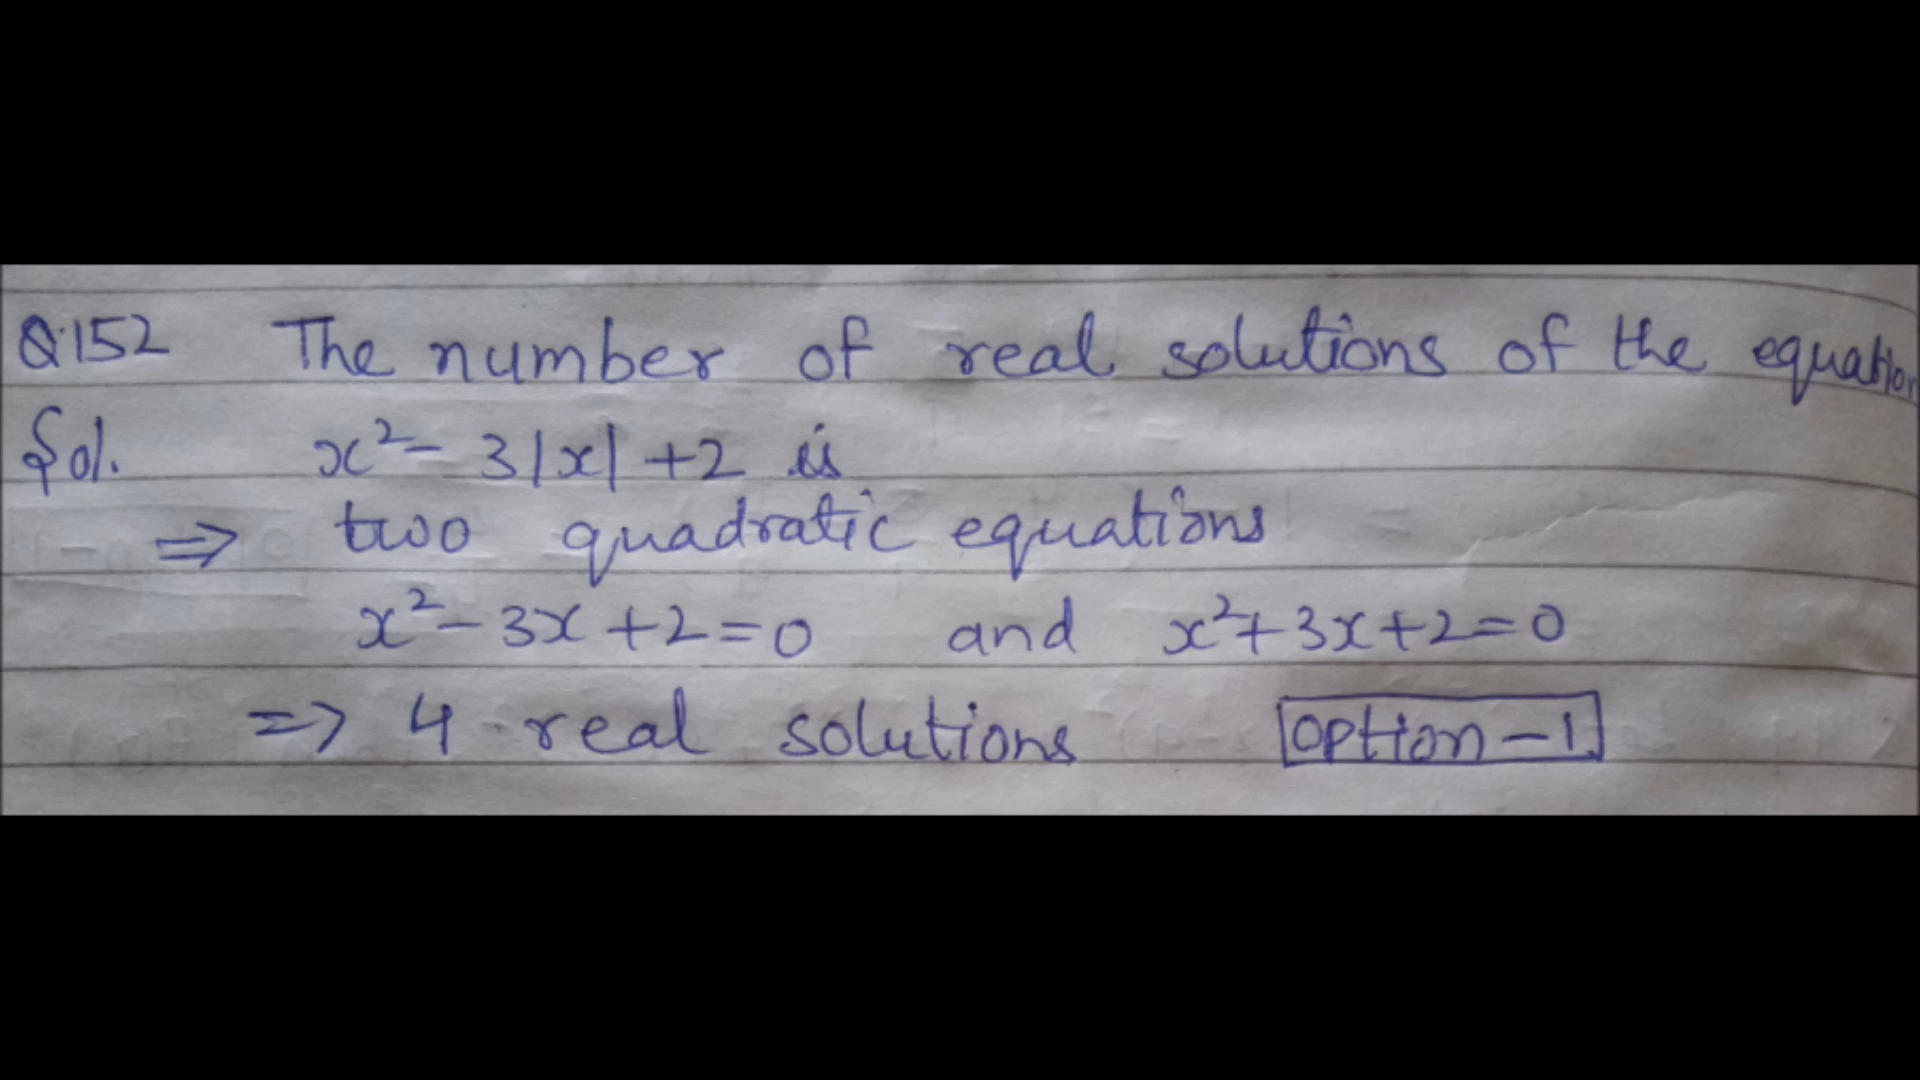 Q.152 The number of real solutions of the equation
Sol. x² - 3|x| + 2 is
⇒ two quadratic equations
x² - 3x + 2 = 0 and x² + 3x + 2 = 0
⇒ 4 real solutions option - 1